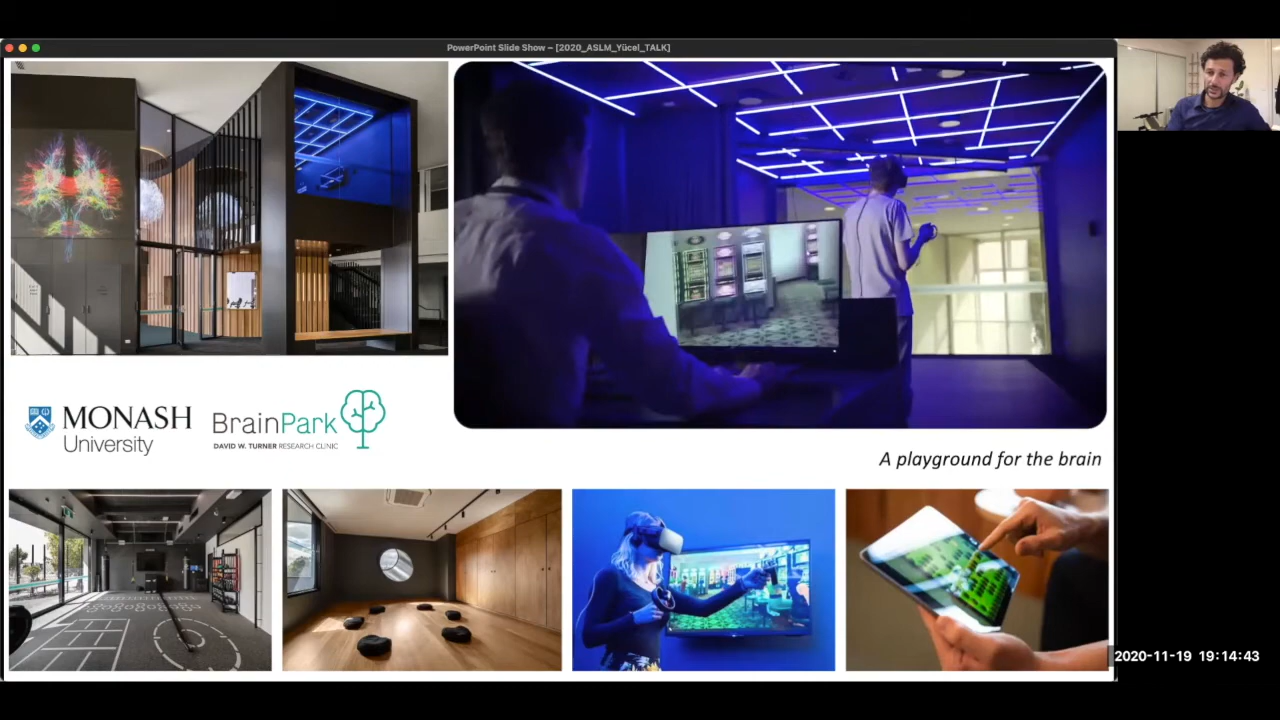 PowerPoint Slide Show – [2020_ASLM_Yücel_TALK]
MONASH
University
BrainPark
DAVID W. TURNER RESEARCH CLINIC
A playground for the brain
2020-11-19 19:14:43